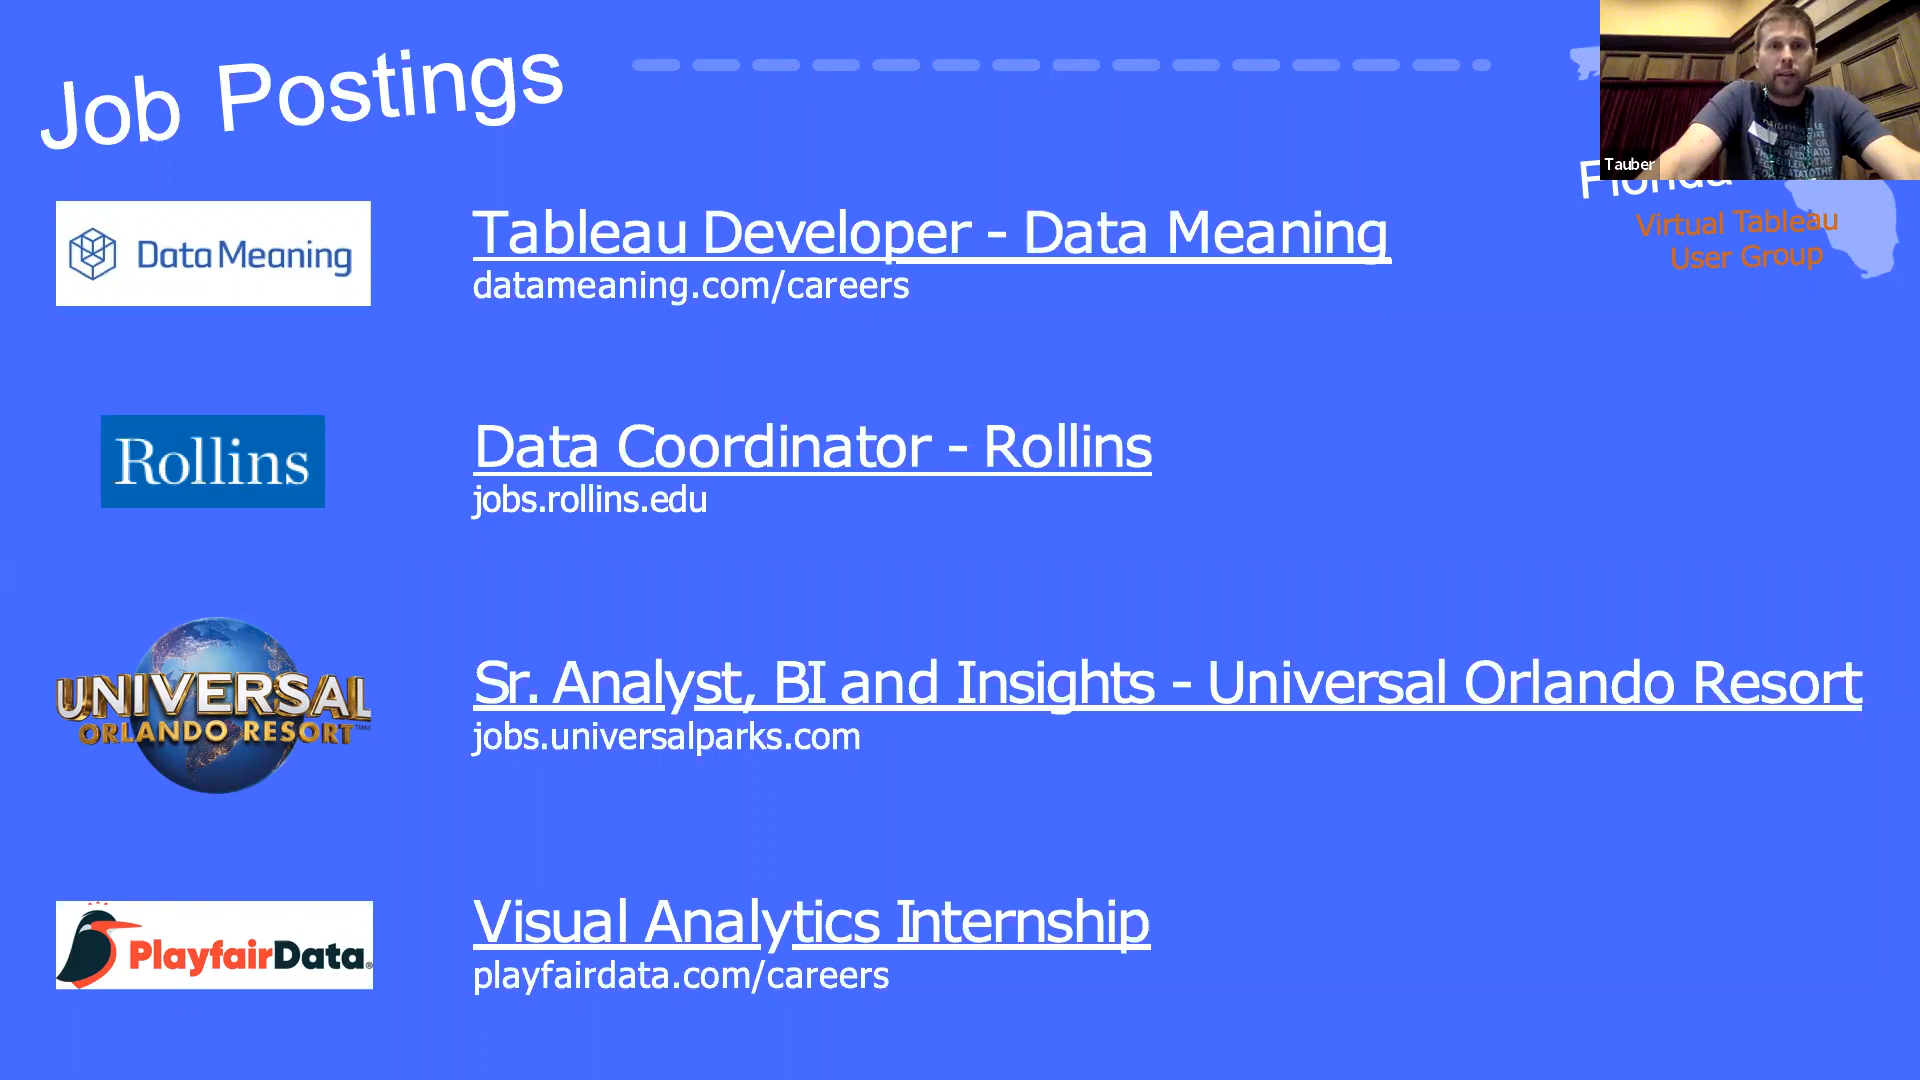 Job Postings
Tauber
Florida
Virtual Tableau
User Group
Data Meaning
Tableau Developer - Data Meaning
datameaning.com/careers
Rollins
Data Coordinator - Rollins
jobs.rollins.edu
UNIVERSAL
ORLANDO RESORT
Sr. Analyst, BI and Insights - Universal Orlando Resort
jobs.universalparks.com
PlayfairData
Visual Analytics Internship
playfairdata.com/careers